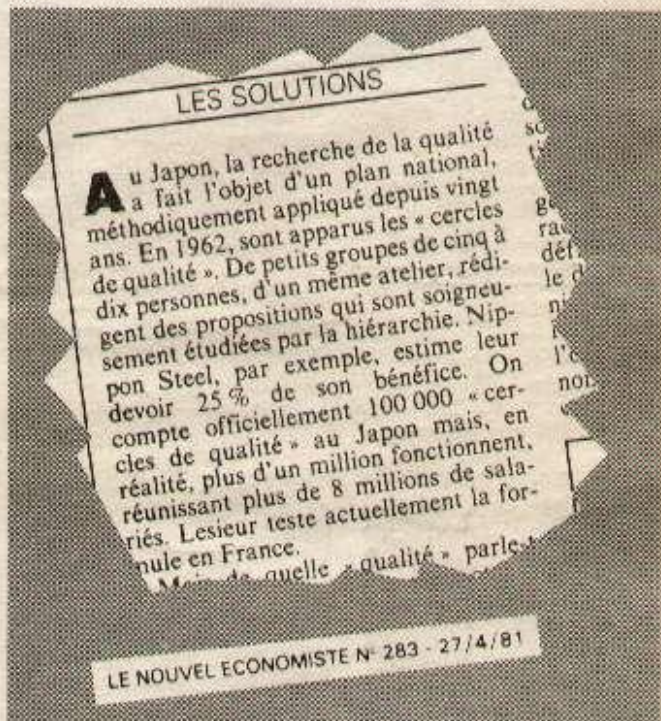 LES SOLUTIONS
Au Japon, la recherche de la qualité
a fait l'objet d'un plan national,
méthodiquement appliqué depuis vingt
ans. En 1962, sont apparus les « cercles
de qualité ». De petits groupes de cinq à
dix personnes, d'un même atelier, rédi-
gent des propositions qui sont soigneu-
sement étudiées par la hiérarchie. Nip-
pon Steel, par exemple, estime leur
devoir 25 % de son bénéfice. On
compte officiellement 100 000 « cer-
cles de qualité » au Japon mais, en
réalité, plus d'un million fonctionnent,
réunissant plus de 8 millions de sala-
riés. Lesieur teste actuellement la for-
mule en France.
quelle « qualité » parle-t
LE NOUVEL ECONOMISTE N° 283 - 27/4/81